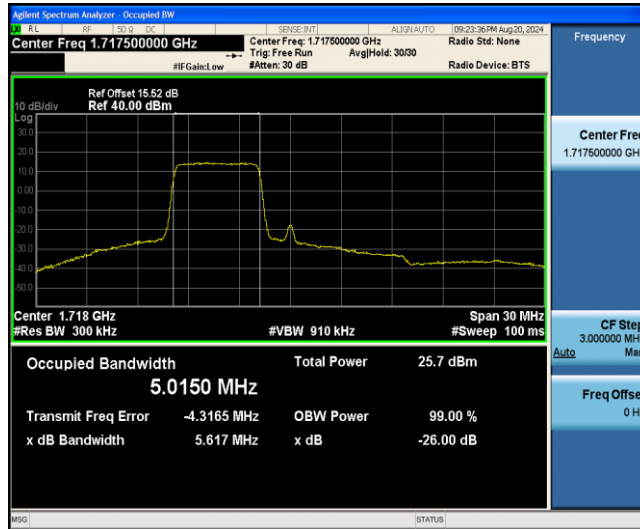 Agilent Spectrum Analyzer - Occupied BW
RL RF 50 Ω DC SENSE:INT ALIGN AUTO 09:23:36 PM Aug 20, 2024
Center Freq 1.717500000 GHz
Center Freq: 1.717500000 GHz
Radio Std: None
Trig: Free Run Avg|Hold: 30/30
#IFGain:Low
#Atten: 30 dB
Radio Device: BTS
Ref Offset 15.52 dB
10 dB/div Ref 40.00 dBm
Log
30.0
20.0
10.0
0.00
-10.0
-20.0
-30.0
-40.0
-50.0
Center 1.718 GHz Span 30 MHz
#Res BW 300 kHz #VBW 910 kHz #Sweep 100 ms
Occupied Bandwidth Total Power 25.7 dBm
5.0150 MHz
Transmit Freq Error -4.3165 MHz OBW Power 99.00 %
x dB Bandwidth 5.617 MHz x dB -26.00 dB
MSG STATUS
Frequency
Center Fre
1.717500000 GH
CF Step
3.000000 MH
Auto Ma
Freq Offse
0 H